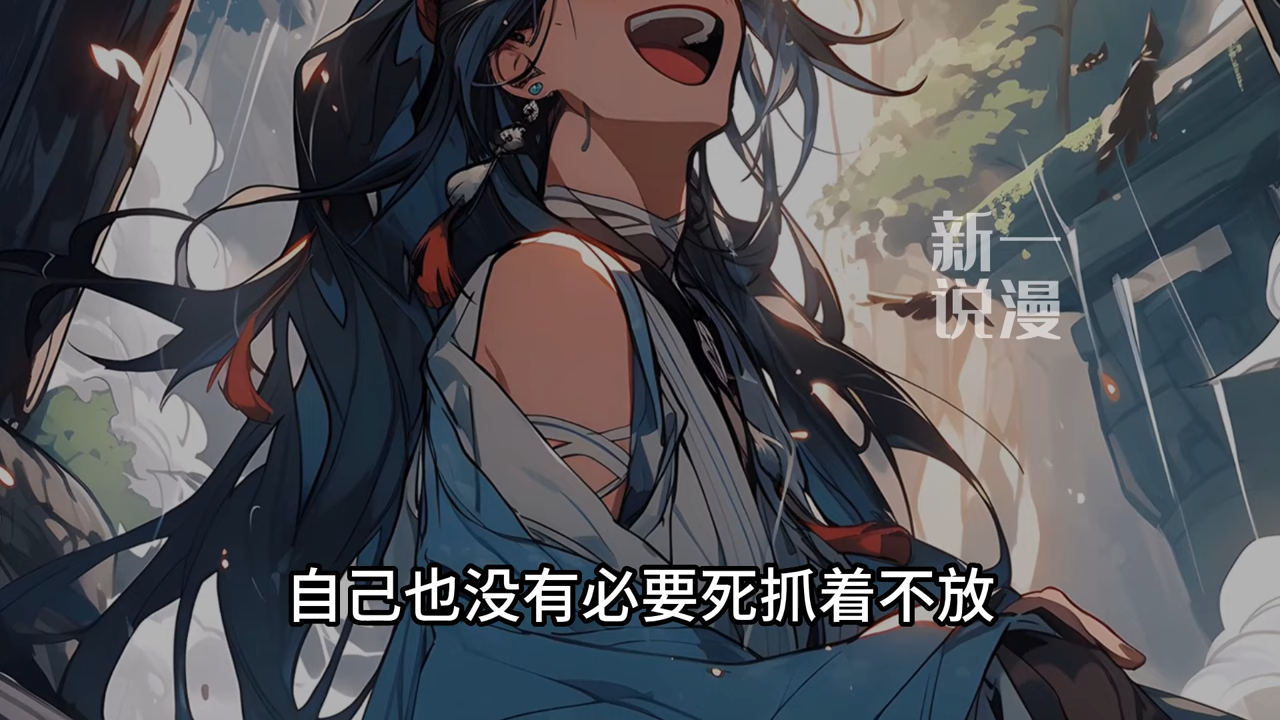 新一
说漫
自己也没有必要死抓着不放